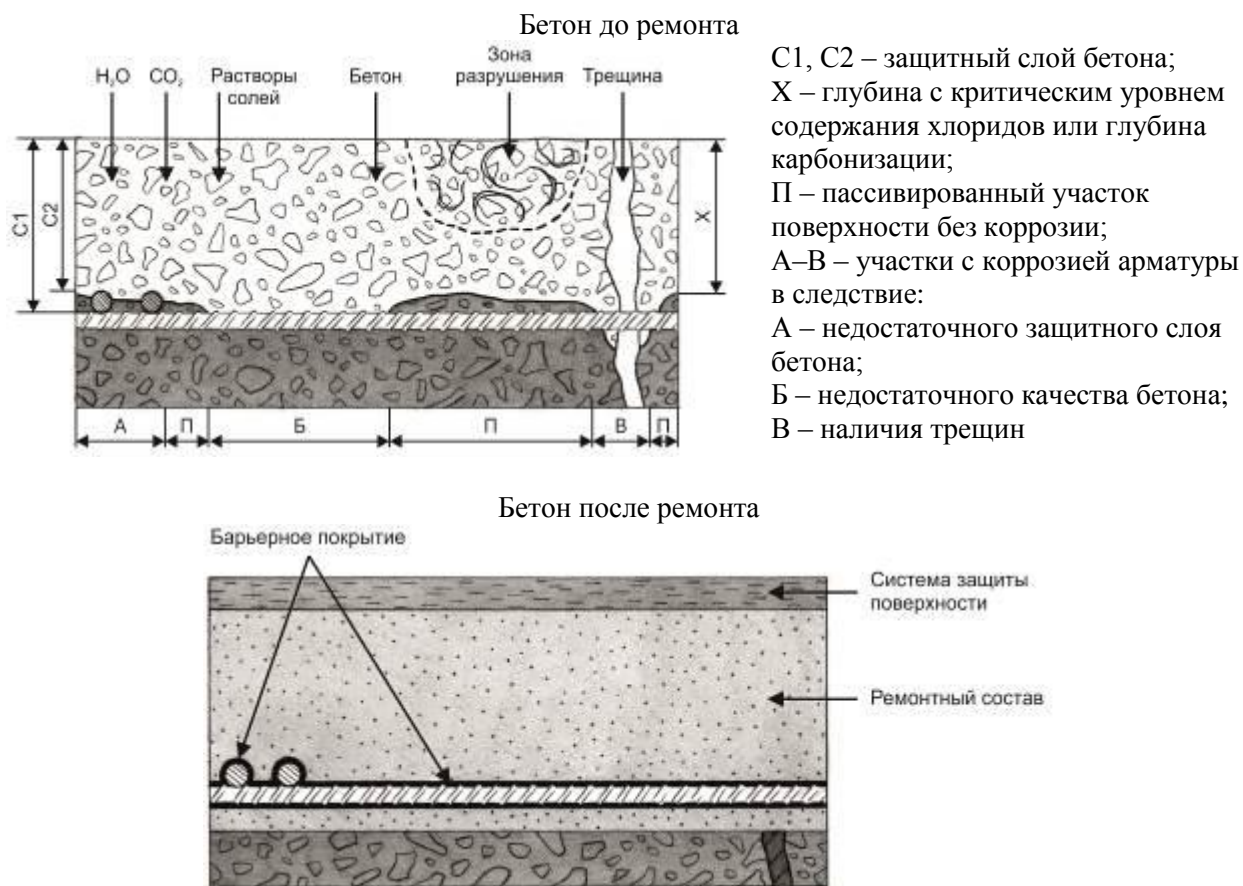 Бетон до ремонта
H₂O CO₂ Растворы солей Бетон Зона разрушения Трещина
C1
C2
X
А П Б П В П
С1, С2 – защитный слой бетона;
Х – глубина с критическим уровнем
содержания хлоридов или глубина
карбонизации;
П – пассивированный участок
поверхности без коррозии;
А–В – участки с коррозией арматуры
в следствие:
А – недостаточного защитного слоя
бетона;
Б – недостаточного качества бетона;
В – наличия трещин
Бетон после ремонта
Барьерное покрытие
Система защиты
поверхности
Ремонтный состав